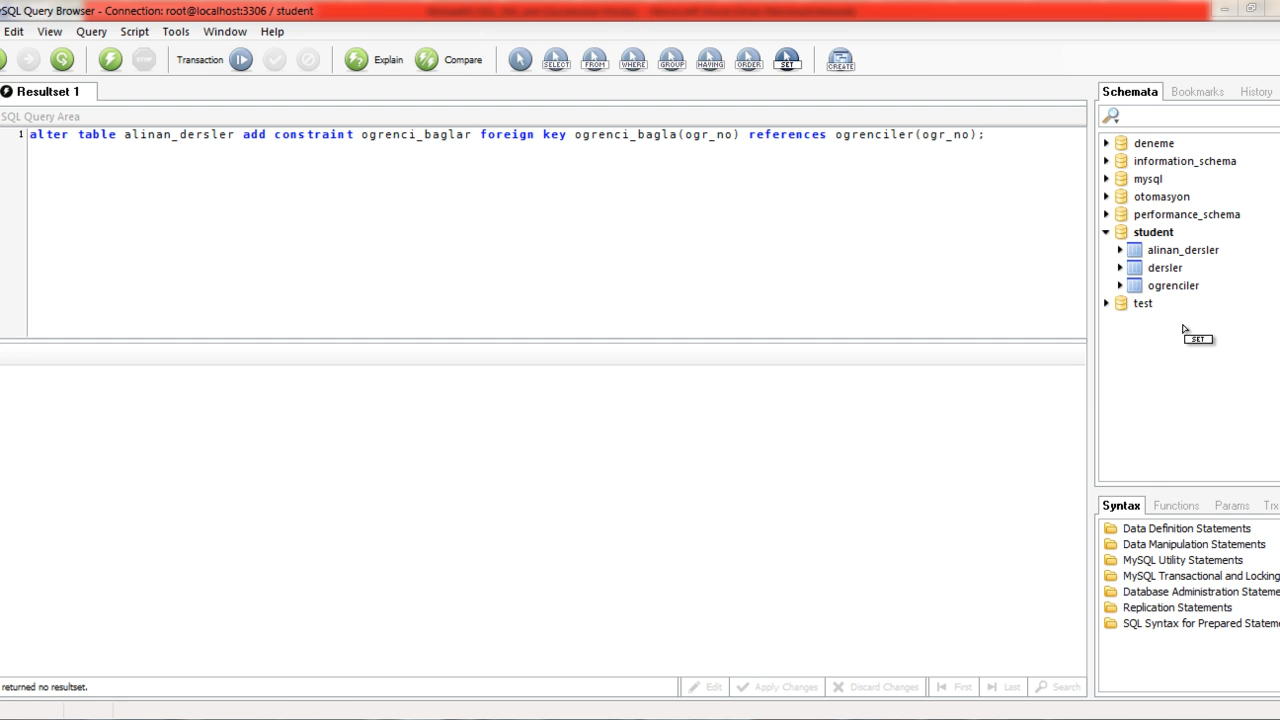 ySQL Query Browser - Connection: root@localhost:3306 / student
Edit View Query Script Tools Window Help
Transaction Explain Compare SELECT FROM WHERE GROUP HAVING ORDER SET CREATE
Resultset 1
SQL Query Area
1 alter table alinan_dersler add constraint ogrenci_baglar foreign key ogrenci_bagla(ogr_no) references ogrenciler(ogr_no);
returned no resultset.
Edit Apply Changes Discard Changes First Last Search
Schemata Bookmarks History
deneme
information_schema
mysql
otomasyon
performance_schema
student
alinan_dersler
dersler
ogrenciler
test
SET
Syntax Functions Params Trx
Data Definition Statements
Data Manipulation Statements
MySQL Utility Statements
MySQL Transactional and Locking
Database Administration Stateme
Replication Statements
SQL Syntax for Prepared Statem